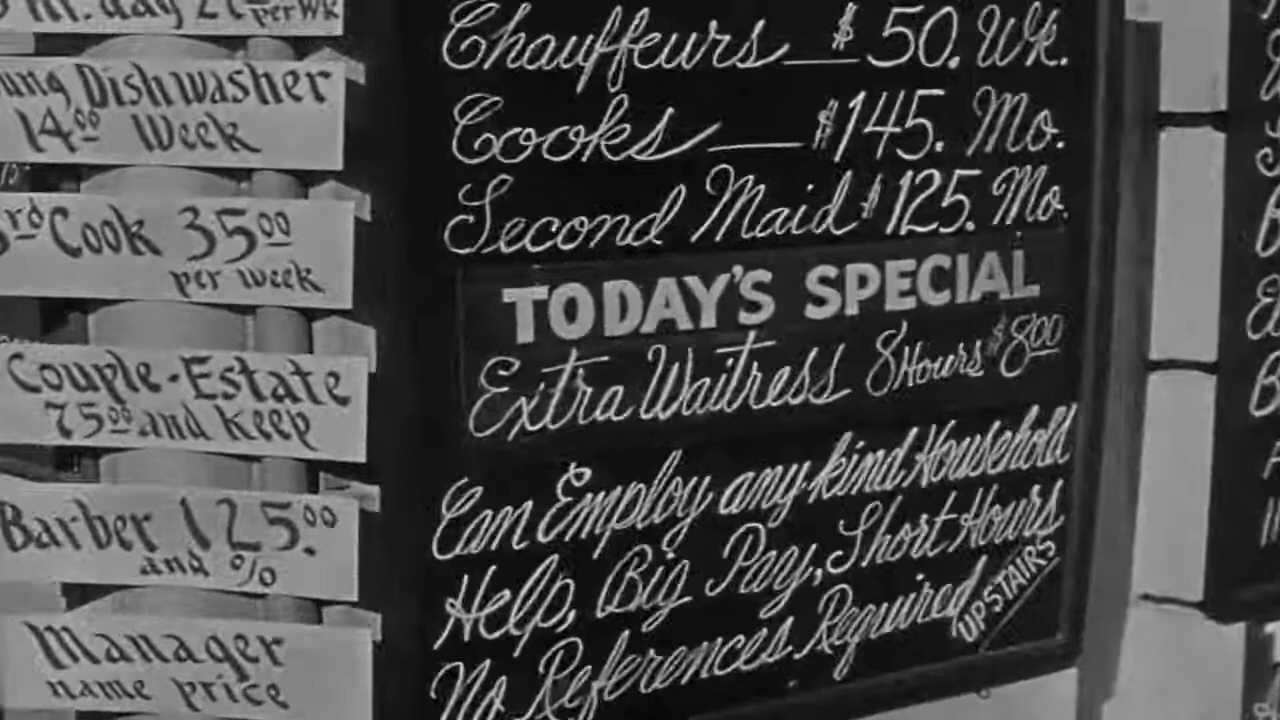 per Wk
Dishwasher
14.00 Week
Cook 35.00
per week
Couple-Estate
75.00 and Keep
Barber 125.00
and %
Manager
name price
Chauffeurs $50. Wk.
Cooks $145. Mo.
Second Maid $125. Mo.
TODAY'S SPECIAL
Extra Waitress 8 Hours $8.00
Can Employ any kind Household
Help, Big Pay, Short Hours
No References Required
UPSTAIRS